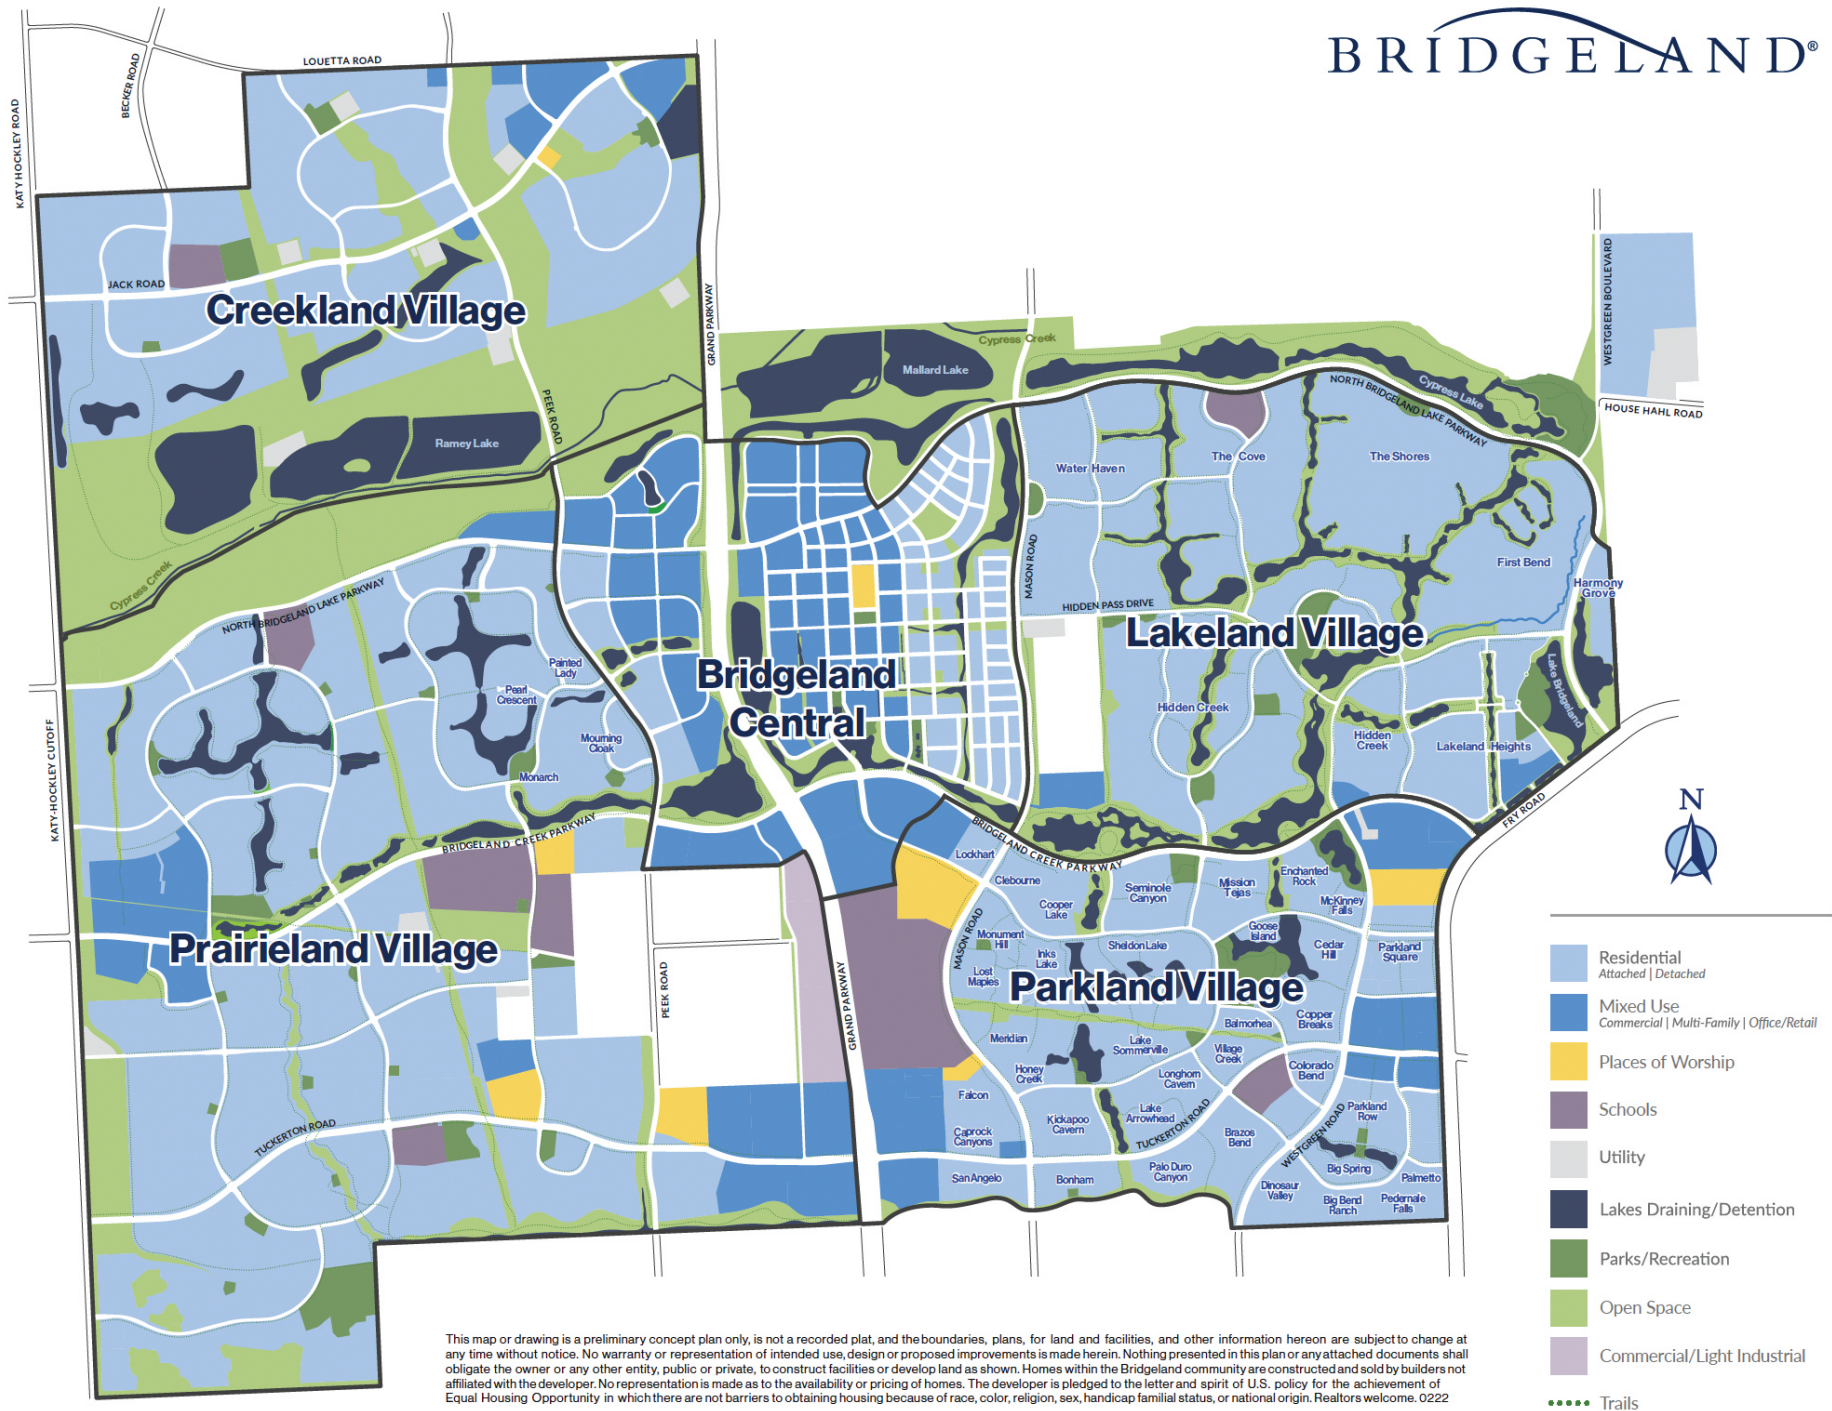 BRIDGELAND®
LOUETTA ROAD
BECKER ROAD
KATY HOCKLEY ROAD
JACK ROAD
Creekland Village
GRAND PARKWAY
PEEK ROAD
Ramey Lake
Mallard Lake
Cypress Creek
Cypress Lake
NORTH BRIDGELAND LAKE PARKWAY
WESTGREEN BOULEVARD
HOUSE HAHL ROAD
Water Haven
The Cove
The Shores
First Bend
Harmony
Grove
MASON ROAD
HIDDEN PASS DRIVE
Lakeland Village
Hidden Creek
Hidden
Creek
Lakeland Heights
Lake Bridgeland
FRY ROAD
Cypress Creek
NORTH BRIDGELAND LAKE PARKWAY
Painted
Lady
Pearl
Crescent
Mourning
Cloak
Monarch
Bridgeland
Central
KATY-HOCKLEY CUTOFF
BRIDGELAND CREEK PARKWAY
Prairieland Village
TUCKERTON ROAD
PEEK ROAD
GRAND PARKWAY
BRIDGELAND CREEK PARKWAY
MASON ROAD
Lockhart
Clebourne
Cooper
Lake
Seminole
Canyon
Mission
Tejas
Enchanted
Rock
McKinney
Falls
Monument
Hill
Inks
Lake
Sheldon Lake
Goose
Island
Cedar
Hill
Parkland
Square
Lost
Maples
Parkland Village
Meridian
Lake
Sommerville
Balmorhea
Copper
Breaks
Village
Creek
Honey
Creek
Longhorn
Cavern
Colorado
Bend
Falcon
Kickapoo
Cavern
Lake
Arrowhead
TUCKERTON ROAD
Parkland
Row
Caprock
Canyons
Brazos
Bend
WESTGREEN ROAD
San Angelo
Bonham
Palo Duro
Canyon
Big Spring
Dinosaur
Valley
Big Bend
Ranch
Palmetto
Pedernale
Falls
N
Residential
Attached | Detached
Mixed Use
Commercial | Multi-Family | Office/Retail
Places of Worship
Schools
Utility
Lakes Draining/Detention
Parks/Recreation
Open Space
Commercial/Light Industrial
Trails
This map or drawing is a preliminary concept plan only, is not a recorded plat, and the boundaries, plans, for land and facilities, and other information hereon are subject to change at
any time without notice. No warranty or representation of intended use, design or proposed improvements is made herein. Nothing presented in this plan or any attached documents shall
obligate the owner or any other entity, public or private, to construct facilities or develop land as shown. Homes within the Bridgeland community are constructed and sold by builders not
affiliated with the developer. No representation is made as to the availability or pricing of homes. The developer is pledged to the letter and spirit of U.S. policy for the achievement of
Equal Housing Opportunity in which there are not barriers to obtaining housing because of race, color, religion, sex, handicap familial status, or national origin. Realtors welcome. 0222